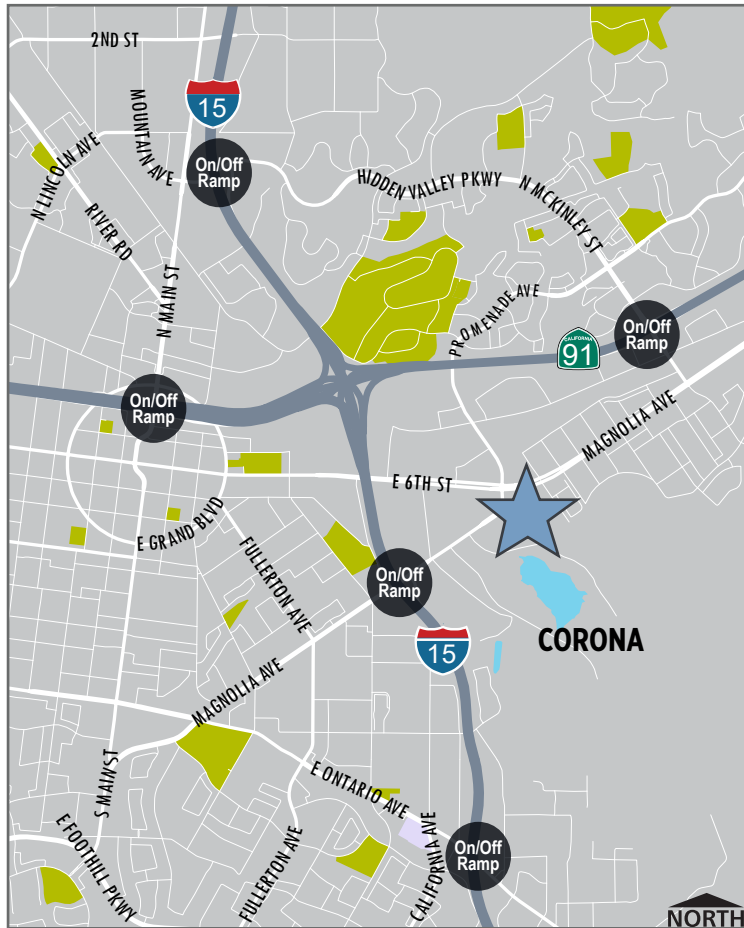 2ND ST
15
MOUNTAIN AVE
On/Off
Ramp
N LINCOLN AVE
HIDDEN VALLEY PKWY
N MCKINLEY ST
RIVER RD
N MAIN ST
PROMENADE AVE
On/Off
Ramp
CALIFORNIA
91
On/Off
Ramp
MAGNOLIA AVE
E 6TH ST
E GRAND BLVD
FULLERTON AVE
On/Off
Ramp
15
CORONA
MAGNOLIA AVE
S MAIN ST
E ONTARIO AVE
E FOOTHILL PKWY
FULLERTON AVE
CALIFORNIA AVE
On/Off
Ramp
NORTH